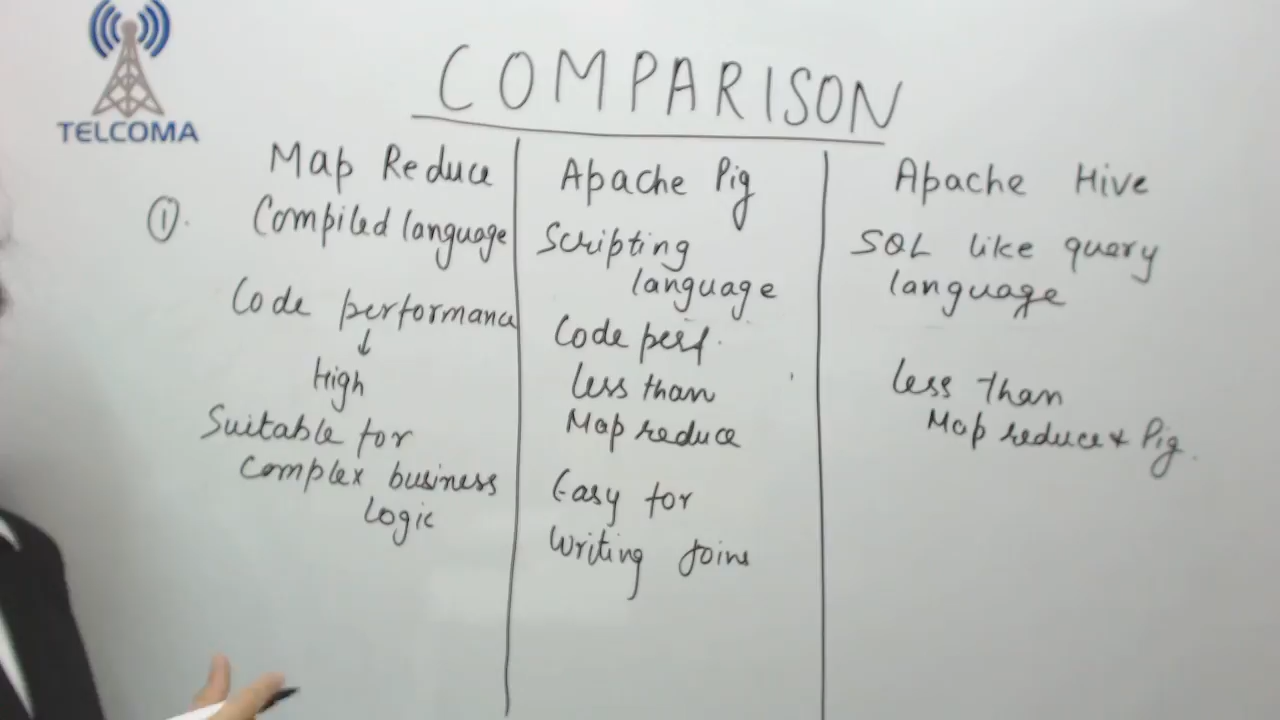 TELCOMA
COMPARISON
Map Reduce
①.
Compiled language
Code performance
↓
High
Suitable for
complex business
logic
Apache Pig
Scripting
language
Code perf.
less than
Map reduce
Easy for
writing joins
Apache Hive
SQL like query
language
less than
Map reduce & Pig.